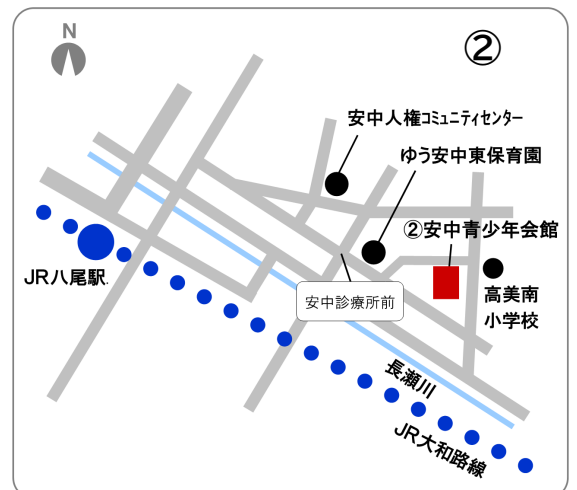 N
②
安中人権コミュニティセンター
ゆう安中東保育園
②安中青少年会館
JR八尾駅.
高美南
小学校
安中診療所前
長瀬川
JR大和路線